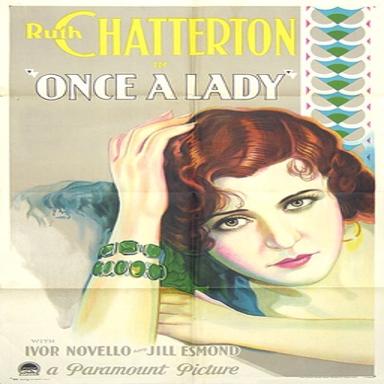 Ruth CHATTERTON
IN
"ONCE A LADY"
WITH
IVOR NOVELLO AND JILL ESMOND
a Paramount Picture